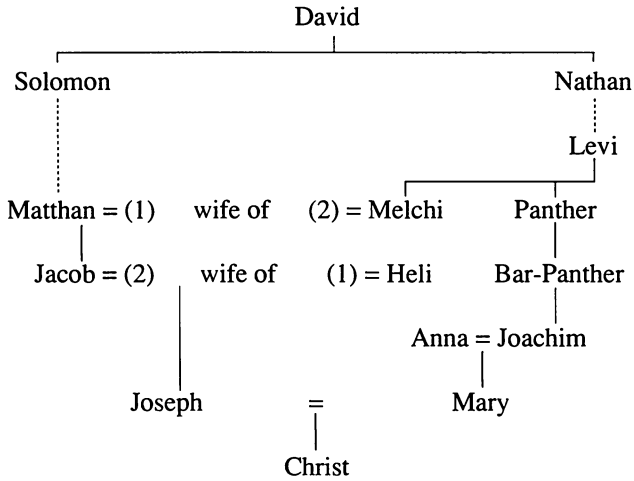 David
Solomon Nathan
Levi
Matthan = (1) wife of (2) = Melchi Panther
Jacob = (2) wife of (1) = Heli Bar-Panther
Anna = Joachim
Joseph = Mary
Christ